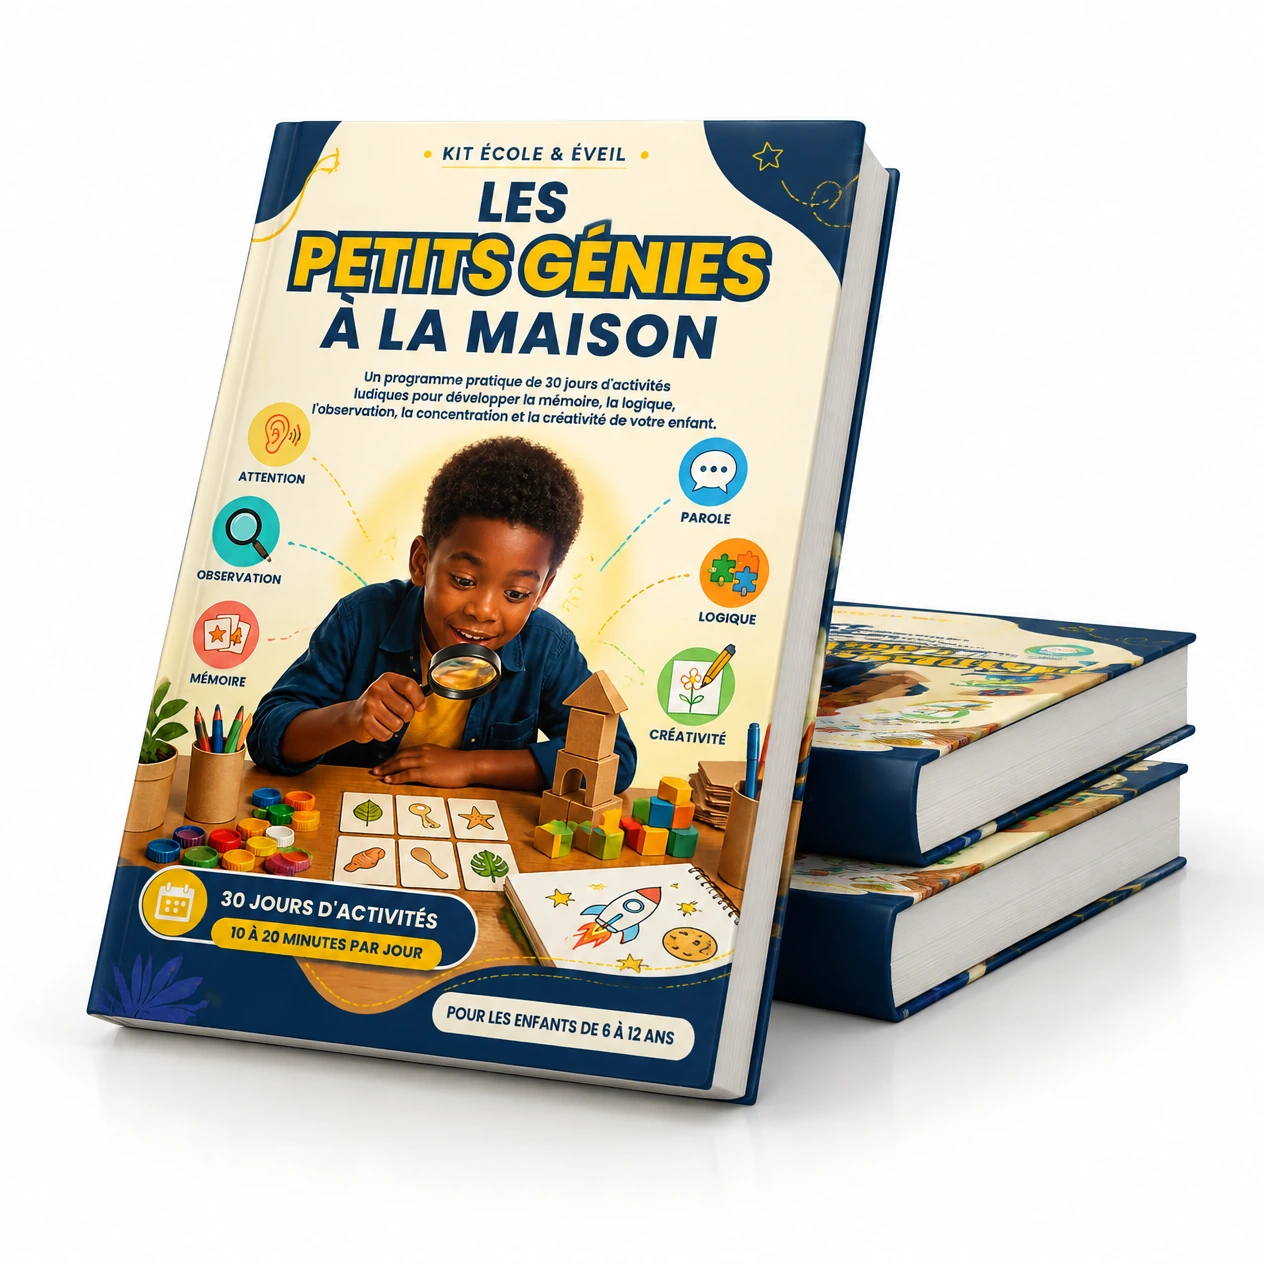 KIT ÉCOLE & ÉVEIL
LES
PETITS GÉNIES
À LA MAISON
Un programme pratique de 30 jours d'activités
ludiques pour développer la mémoire, la logique,
l'observation, la concentration et la créativité de votre enfant.
ATTENTION
OBSERVATION
MÉMOIRE
PAROLE
LOGIQUE
CRÉATIVITÉ
30 JOURS D'ACTIVITÉS
10 À 20 MINUTES PAR JOUR
POUR LES ENFANTS DE 6 À 12 ANS